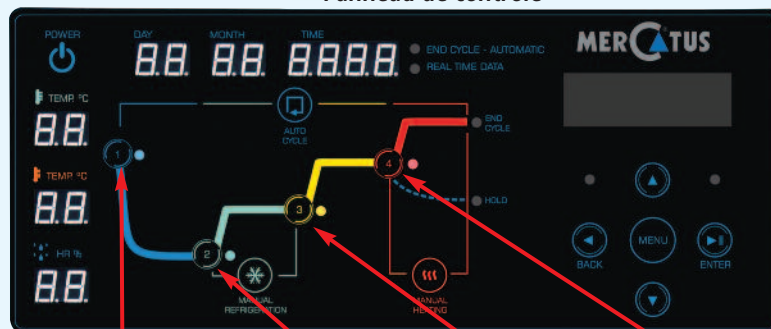 Panneau de contrôle
POWER
DAY
MONTH
TIME
8.8.
8.8.
8.8.8.8.
END CYCLE - AUTOMATIC
REAL TIME DATA
MERCATUS
TEMP. ºC
8.8.
AUTO
CYCLE
END
CYCLE
1
4
TEMP. ºC
8.8.
3
HOLD
2
MENU
BACK
ENTER
HR %
8.8.
MANUAL
REFRIGERATION
MANUAL
HEATING